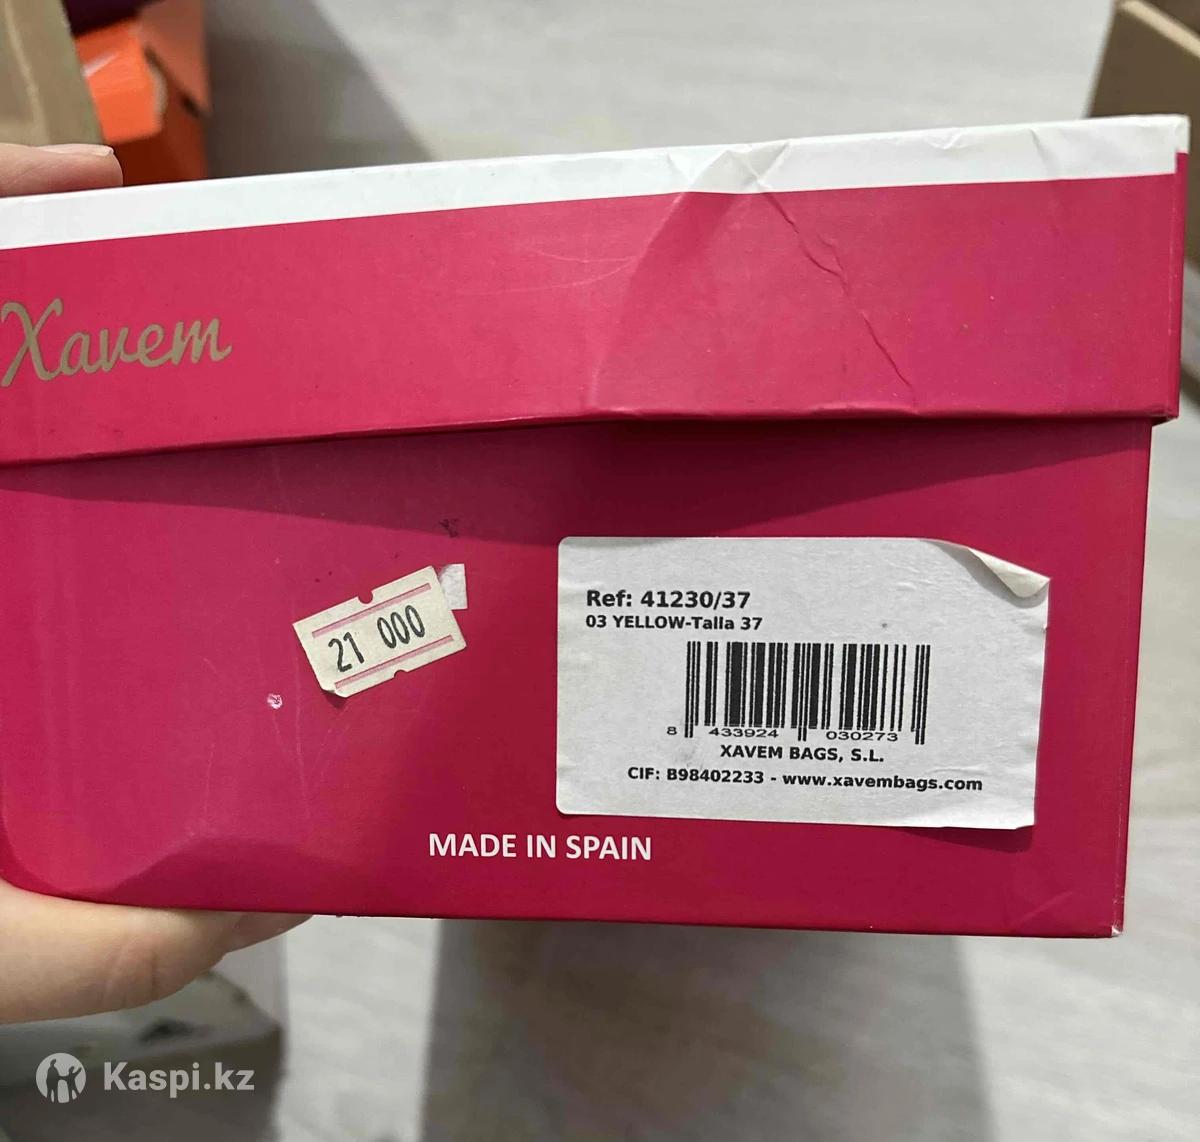 Xavem
21 000
Ref: 41230/37
03 YELLOW-Talla 37
8 433924 030273
XAVEM BAGS, S.L.
CIF: B98402233 - www.xavembags.com
MADE IN SPAIN
Kaspi.kz